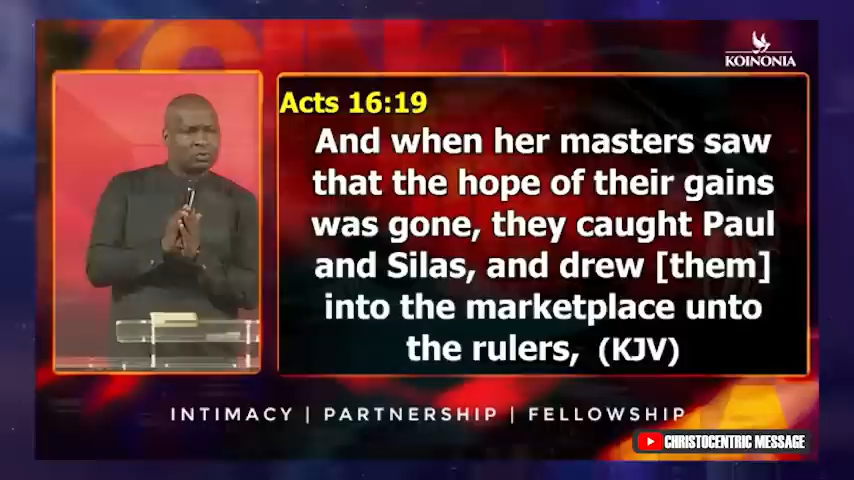 KOINONIA
Acts 16:19
And when her masters saw
that the hope of their gains
was gone, they caught Paul
and Silas, and drew [them]
into the marketplace unto
the rulers, (KJV)
INTIMACY | PARTNERSHIP | FELLOWSHIP
CHRISTOCENTRIC MESSAGE